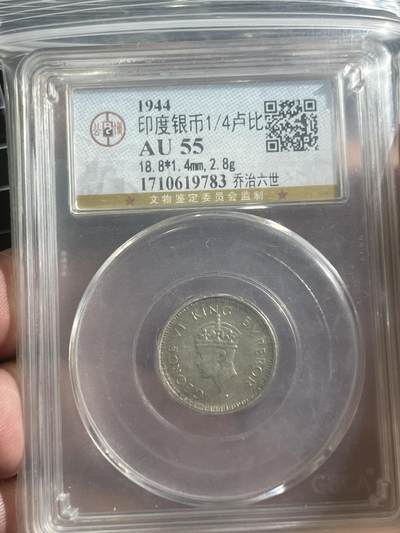 1944
印度银币1/4卢比
AU 55
18.8*1.4mm,2.8g
1710619783 乔治六世
★ 文物鉴定委员会监制 ★
GEORGE VI KING EMPEROR